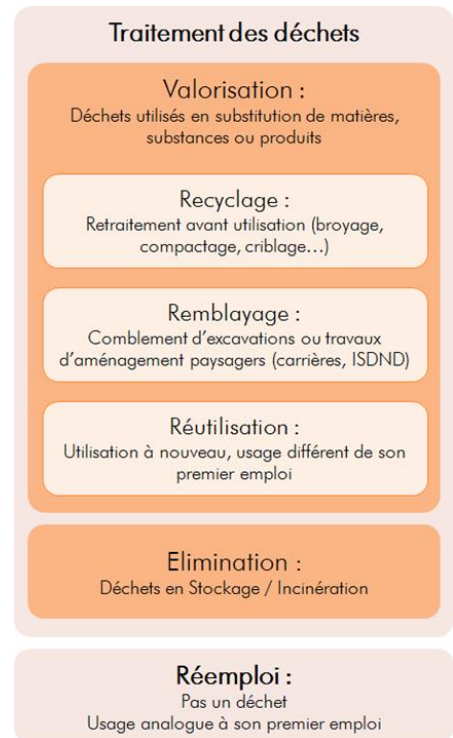 Traitement des déchets
Valorisation :
Déchets utilisés en substitution de matières,
substances ou produits
Recyclage :
Retraitement avant utilisation (broyage,
compactage, criblage…)
Remblayage :
Comblement d’excavations ou travaux
d’aménagement paysagers (carrières, ISDND)
Réutilisation :
Utilisation à nouveau, usage différent de son
premier emploi
Elimination :
Déchets en Stockage / Incinération
Réemploi :
Pas un déchet
Usage analogue à son premier emploi